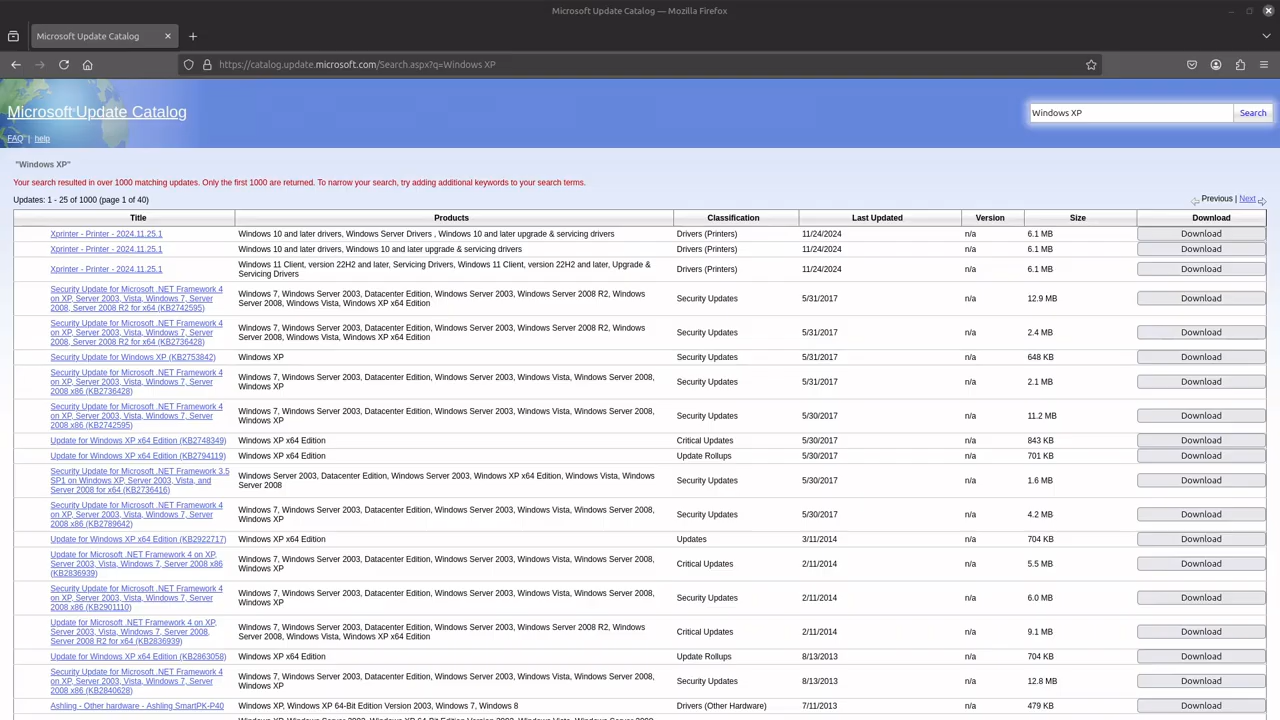 Microsoft Update Catalog — Mozilla Firefox
Microsoft Update Catalog
https://catalog.update.microsoft.com/Search.aspx?q=Windows XP
Microsoft Update Catalog
Windows XP
Search
FAQ | help
"Windows XP"
Your search resulted in over 1000 matching updates. Only the first 1000 are returned. To narrow your search, try adding additional keywords to your search terms.
Updates: 1 - 25 of 1000 (page 1 of 40)
Previous | Next
Title Products Classification Last Updated Version Size Download
Xprinter - Printer - 2024.11.25.1 Windows 10 and later drivers, Windows Server Drivers , Windows 10 and later upgrade & servicing drivers Drivers (Printers) 11/24/2024 n/a 6.1 MB Download
Xprinter - Printer - 2024.11.25.1 Windows 10 and later drivers, Windows 10 and later upgrade & servicing drivers Drivers (Printers) 11/24/2024 n/a 6.1 MB Download
Xprinter - Printer - 2024.11.25.1 Windows 11 Client, version 22H2 and later, Servicing Drivers, Windows 11 Client, version 22H2 and later, Upgrade &
Servicing Drivers Drivers (Printers) 11/24/2024 n/a 6.1 MB Download
Security Update for Microsoft .NET Framework 4
on XP, Server 2003, Vista, Windows 7, Server
2008, Server 2008 R2 for x64 (KB2742595)
Windows 7, Windows Server 2003, Datacenter Edition, Windows Server 2003, Windows Server 2008 R2, Windows
Server 2008, Windows Vista, Windows XP x64 Edition
Security Updates 5/31/2017 n/a 12.9 MB Download
Security Update for Microsoft .NET Framework 4
on XP, Server 2003, Vista, Windows 7, Server
2008, Server 2008 R2 for x64 (KB2736428)
Windows 7, Windows Server 2003, Datacenter Edition, Windows Server 2003, Windows Server 2008 R2, Windows
Server 2008, Windows Vista, Windows XP x64 Edition
Security Updates 5/31/2017 n/a 2.4 MB Download
Security Update for Windows XP (KB2753842) Windows XP Security Updates 5/31/2017 n/a 648 KB Download
Security Update for Microsoft .NET Framework 4
on XP, Server 2003, Vista, Windows 7, Server
2008 x86 (KB2736428)
Windows 7, Windows Server 2003, Datacenter Edition, Windows Server 2003, Windows Vista, Windows Server 2008,
Windows XP
Security Updates 5/31/2017 n/a 2.1 MB Download
Security Update for Microsoft .NET Framework 4
on XP, Server 2003, Vista, Windows 7, Server
2008 x86 (KB2742595)
Windows 7, Windows Server 2003, Datacenter Edition, Windows Server 2003, Windows Vista, Windows Server 2008,
Windows XP
Security Updates 5/30/2017 n/a 11.2 MB Download
Update for Windows XP x64 Edition (KB2748349) Windows XP x64 Edition Critical Updates 5/30/2017 n/a 843 KB Download
Update for Windows XP x64 Edition (KB2794119) Windows XP x64 Edition Update Rollups 5/30/2017 n/a 701 KB Download
Security Update for Microsoft .NET Framework 3.5
SP1 on Windows XP, Server 2003, Vista, and
Server 2008 for x64 (KB2736416)
Windows Server 2003, Datacenter Edition, Windows Server 2003, Windows XP x64 Edition, Windows Vista, Windows
Server 2008
Security Updates 5/30/2017 n/a 1.6 MB Download
Security Update for Microsoft .NET Framework 4
on XP, Server 2003, Vista, Windows 7, Server
2008 x86 (KB2789642)
Windows 7, Windows Server 2003, Datacenter Edition, Windows Server 2003, Windows Vista, Windows Server 2008,
Windows XP
Security Updates 5/30/2017 n/a 4.2 MB Download
Update for Windows XP x64 Edition (KB2922717) Windows XP x64 Edition Updates 3/11/2014 n/a 704 KB Download
Update for Microsoft .NET Framework 4 on XP,
Server 2003, Vista, Windows 7, Server 2008 x86
(KB2836939)
Windows 7, Windows Server 2003, Datacenter Edition, Windows Server 2003, Windows Vista, Windows Server 2008,
Windows XP
Critical Updates 2/11/2014 n/a 5.5 MB Download
Security Update for Microsoft .NET Framework 4
on XP, Server 2003, Vista, Windows 7, Server
2008 x86 (KB2901110)
Windows 7, Windows Server 2003, Datacenter Edition, Windows Server 2003, Windows Vista, Windows Server 2008,
Windows XP
Security Updates 2/11/2014 n/a 6.0 MB Download
Update for Microsoft .NET Framework 4 on XP,
Server 2003, Vista, Windows 7, Server 2008,
Server 2008 R2 for x64 (KB2836939)
Windows 7, Windows Server 2003, Datacenter Edition, Windows Server 2003, Windows Server 2008 R2, Windows
Server 2008, Windows Vista, Windows XP x64 Edition
Critical Updates 2/11/2014 n/a 9.1 MB Download
Update for Windows XP x64 Edition (KB2863058) Windows XP x64 Edition Update Rollups 8/13/2013 n/a 704 KB Download
Security Update for Microsoft .NET Framework 4
on XP, Server 2003, Vista, Windows 7, Server
2008 x86 (KB2840628)
Windows 7, Windows Server 2003, Datacenter Edition, Windows Server 2003, Windows Vista, Windows Server 2008,
Windows XP
Security Updates 8/13/2013 n/a 12.8 MB Download
Ashling - Other hardware - Ashling SmartPK-P40 Windows XP, Windows XP 64-Bit Edition Version 2003, Windows 7, Windows 8 Drivers (Other Hardware) 7/11/2013 n/a 479 KB Download